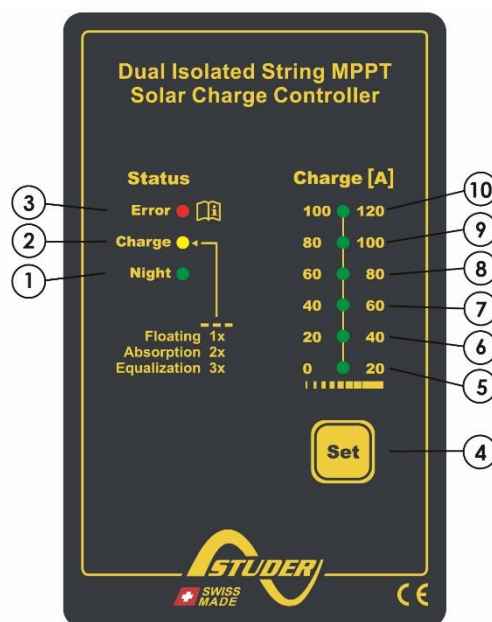 Dual Isolated String MPPT
Solar Charge Controller
Status
Error
Charge
Night
Floating 1x
Absorption 2x
Equalization 3x
Charge [A]
100 120
80 100
60 80
40 60
20 40
0 20
Set
STUDER
SWISS
MADE
CE
3
2
1
10
9
8
7
6
5
4